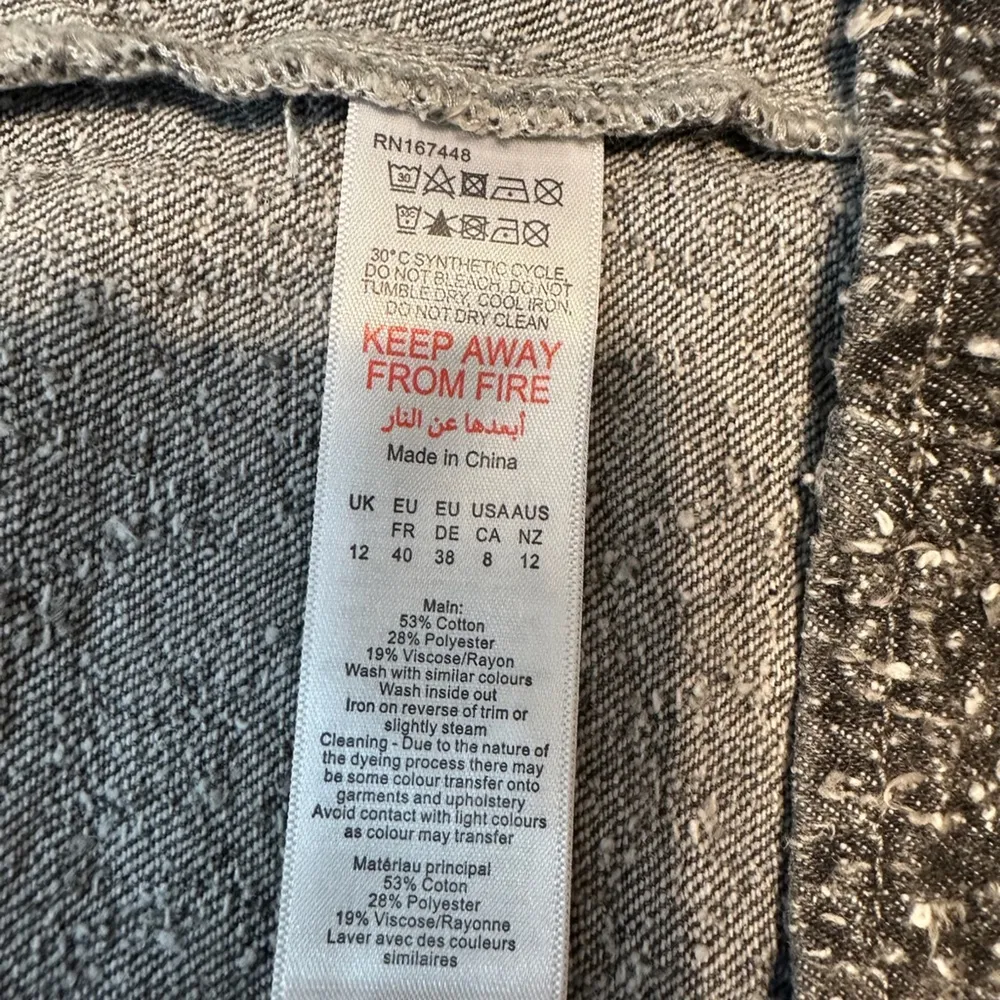 RN167448
30
30°C SYNTHETIC CYCLE,
DO NOT BLEACH, DO NOT
TUMBLE DRY, COOL IRON,
DO NOT DRY CLEAN
KEEP AWAY
FROM FIRE
أبعدها عن النار
Made in China
UK EU EU USA AUS
FR DE CA NZ
12 40 38 8 12
Main:
53% Cotton
28% Polyester
19% Viscose/Rayon
Wash with similar colours
Wash inside out
Iron on reverse of trim or
slightly steam
Cleaning - Due to the nature of
the dyeing process there may
be some colour transfer onto
garments and upholstery
Avoid contact with light colours
as colour may transfer
Matériau principal
53% Coton
28% Polyester
19% Viscose/Rayonne
Laver avec des couleurs
similaires